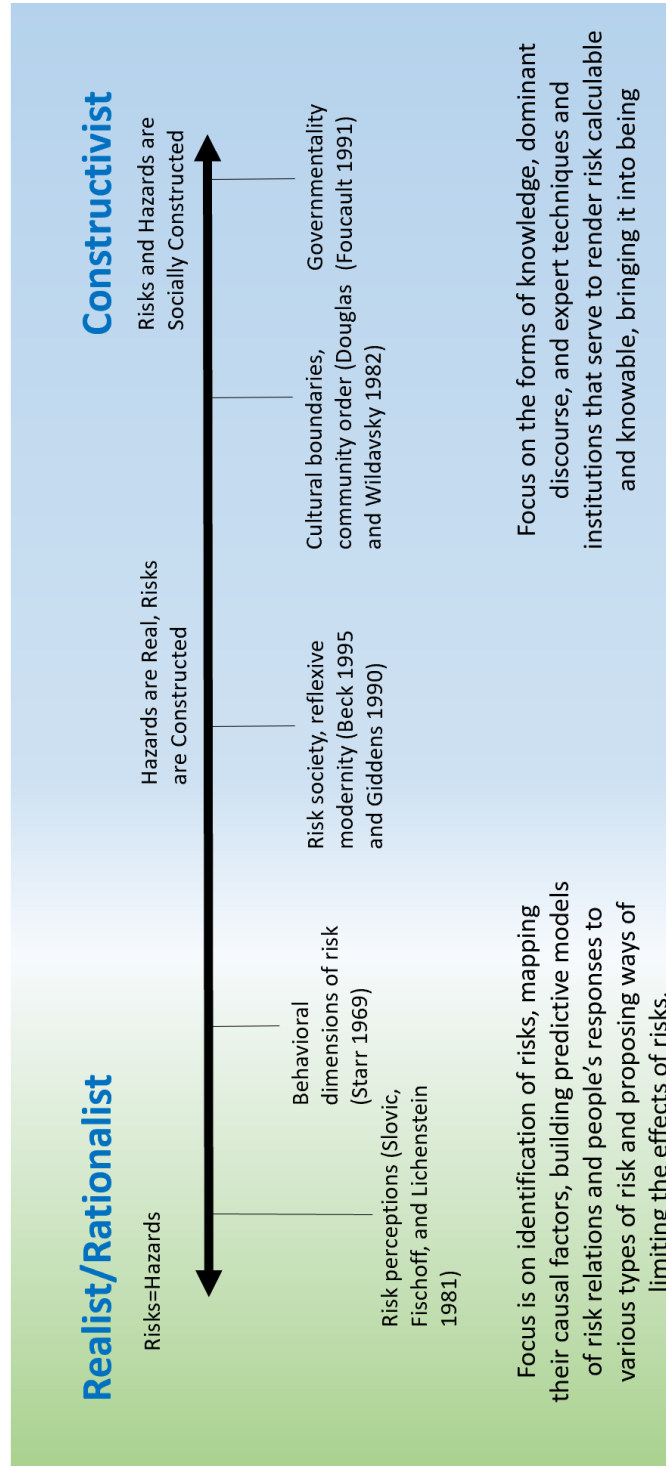 Realist/Rationalist
Constructivist
Risks=Hazards
Hazards are Real, Risks
are Constructed
Risks and Hazards are
Socially Constructed
Risk perceptions (Slovic,
Fischoff, and Lichenstein
1981)
Behavioral
dimensions of risk
(Starr 1969)
Risk society, reflexive
modernity (Beck 1995
and Giddens 1990)
Cultural boundaries,
community order (Douglas
and Wildavsky 1982)
Governmentality
(Foucault 1991)
Focus is on identification of risks, mapping
their causal factors, building predictive models
of risk relations and people’s responses to
various types of risk and proposing ways of
limiting the effects of risks.
Focus on the forms of knowledge, dominant
discourse, and expert techniques and
institutions that serve to render risk calculable
and knowable, bringing it into being